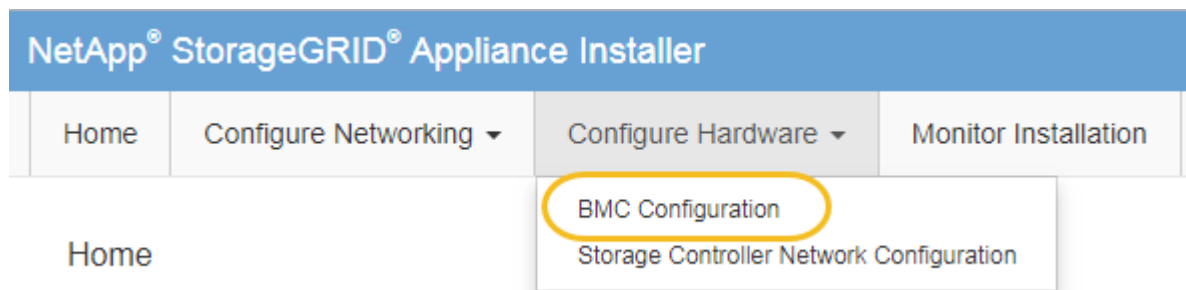 NetApp® StorageGRID® Appliance Installer
Home Configure Networking Configure Hardware Monitor Installation
BMC Configuration
Home
Storage Controller Network Configuration